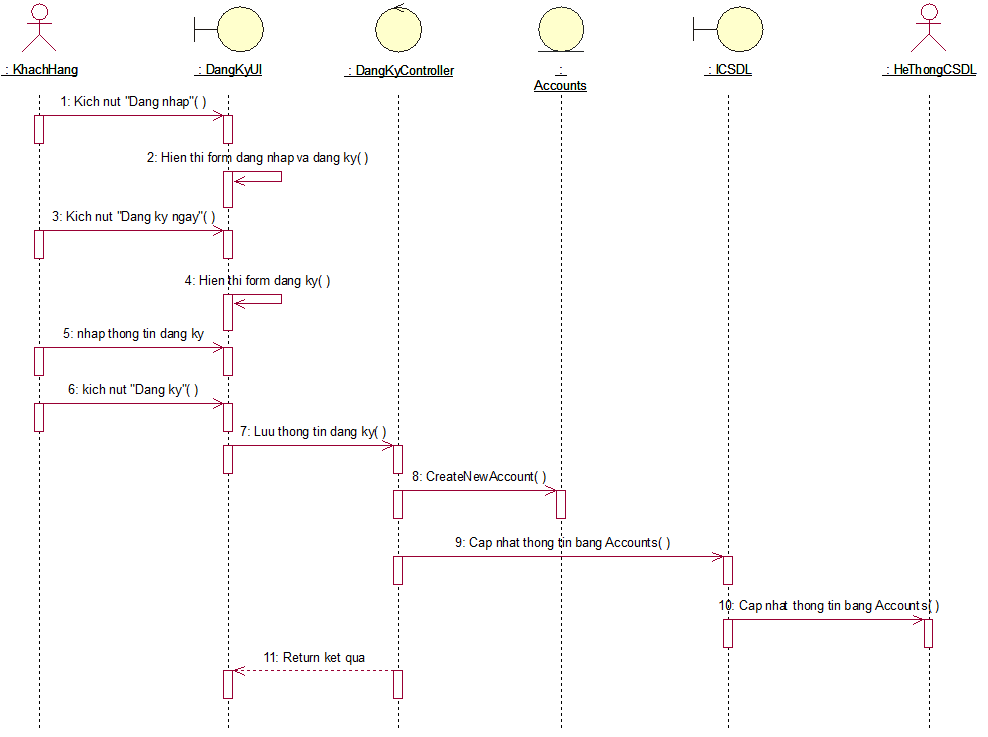 : KhachHang
: DangKyUI
: DangKyController
:
Accounts
: ICSDL
: HeThongCSDL
1: Kich nut "Dang nhap"( )
2: Hien thi form dang nhap va dang ky( )
3: Kich nut "Dang ky ngay"( )
4: Hien thi form dang ky( )
5: nhap thong tin dang ky
6: kich nut "Dang ky"( )
7: Luu thong tin dang ky( )
8: CreateNewAccount( )
9: Cap nhat thong tin bang Accounts( )
10: Cap nhat thong tin bang Accounts( )
11: Return ket qua